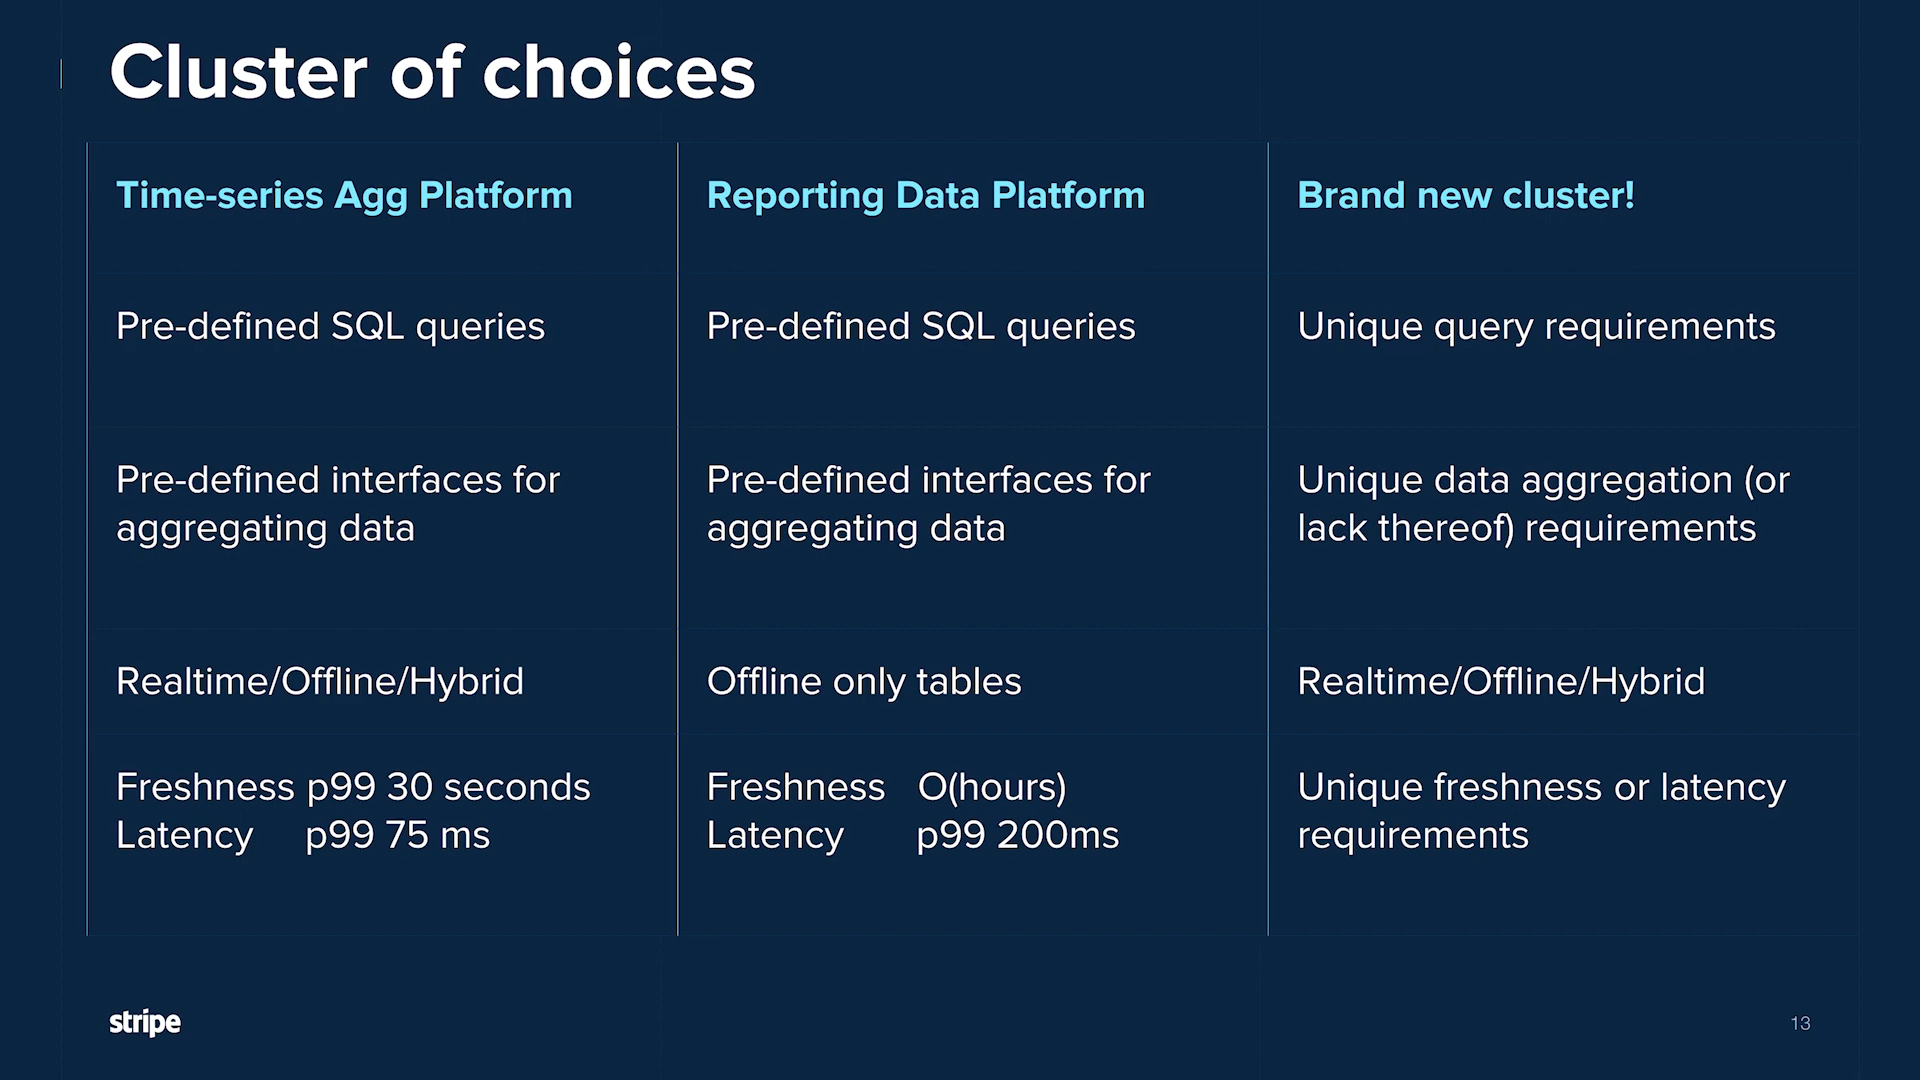 Cluster of choices
Time-series Agg Platform
Reporting Data Platform
Brand new cluster!
Pre-defined SQL queries
Pre-defined SQL queries
Unique query requirements
Pre-defined interfaces for
aggregating data
Pre-defined interfaces for
aggregating data
Unique data aggregation (or
lack thereof) requirements
Realtime/Offline/Hybrid
Offline only tables
Realtime/Offline/Hybrid
Freshness p99 30 seconds
Latency p99 75 ms
Freshness O(hours)
Latency p99 200ms
Unique freshness or latency
requirements
stripe
13